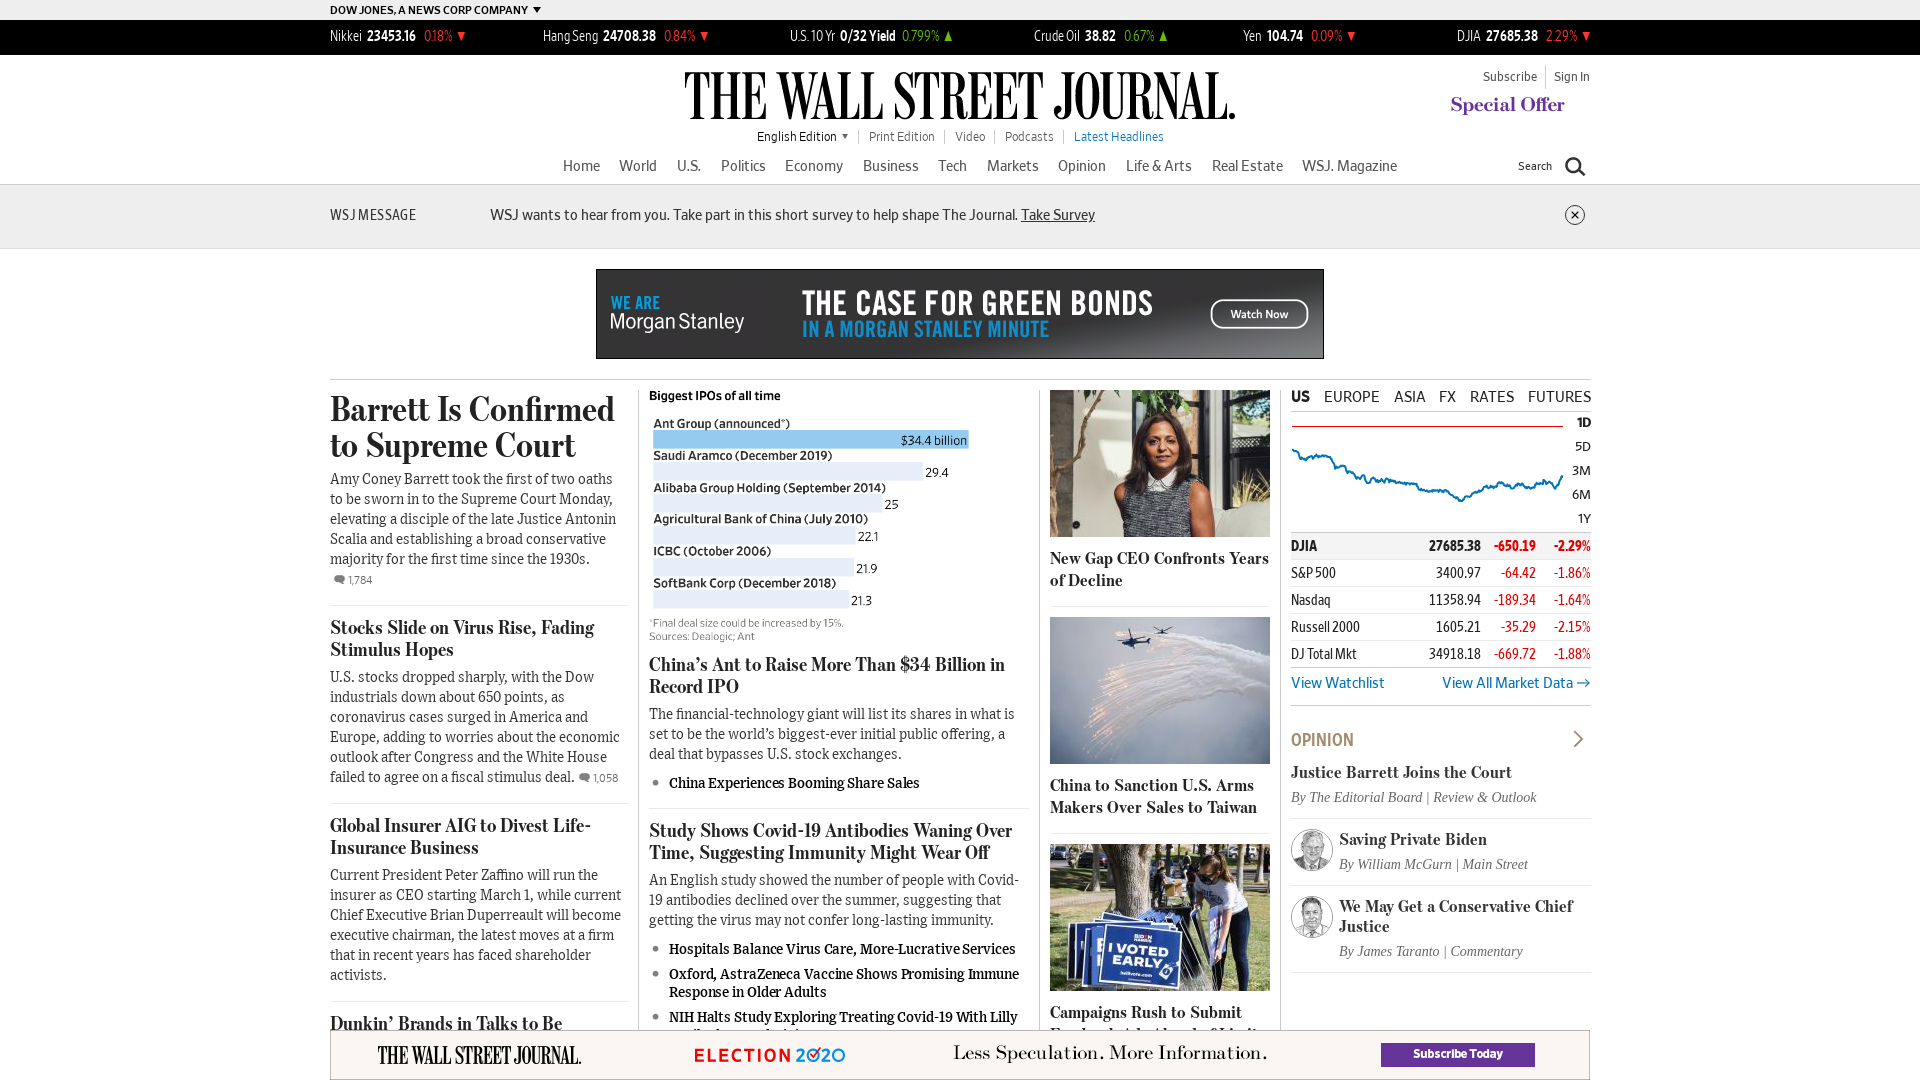 DOW JONES, A NEWS CORP COMPANY
Nikkei 23453.16 0.18% Hang Seng 24708.38 0.84% U.S. 10 Yr 0/32 Yield 0.799% Crude Oil 38.82 0.67% Yen 104.74 0.09% DJIA 27685.38 2.29%
THE WALL STREET JOURNAL.
Subscribe Sign In
Special Offer
English Edition Print Edition Video Podcasts Latest Headlines
Home World U.S. Politics Economy Business Tech Markets Opinion Life & Arts Real Estate WSJ. Magazine Search
WSJ MESSAGE WSJ wants to hear from you. Take part in this short survey to help shape The Journal. Take Survey
WE ARE
Morgan Stanley
THE CASE FOR GREEN BONDS
IN A MORGAN STANLEY MINUTE
Watch Now
Barrett Is Confirmed
to Supreme Court
Amy Coney Barrett took the first of two oaths
to be sworn in to the Supreme Court Monday,
elevating a disciple of the late Justice Antonin
Scalia and establishing a broad conservative
majority for the first time since the 1930s.
1,784
Stocks Slide on Virus Rise, Fading
Stimulus Hopes
U.S. stocks dropped sharply, with the Dow
industrials down about 650 points, as
coronavirus cases surged in America and
Europe, adding to worries about the economic
outlook after Congress and the White House
failed to agree on a fiscal stimulus deal. 1,058
Global Insurer AIG to Divest Life-
Insurance Business
Current President Peter Zaffino will run the
insurer as CEO starting March 1, while current
Chief Executive Brian Duperreault will become
executive chairman, the latest moves at a firm
that in recent years has faced shareholder
activists.
Dunkin’ Brands in Talks to Be
Biggest IPOs of all time
Ant Group (announced*)
$34.4 billion
Saudi Aramco (December 2019)
29.4
Alibaba Group Holding (September 2014)
25
Agricultural Bank of China (July 2010)
22.1
ICBC (October 2006)
21.9
SoftBank Corp (December 2018)
21.3
*Final deal size could be increased by 15%.
Sources: Dealogic; Ant
China’s Ant to Raise More Than $34 Billion in
Record IPO
The financial-technology giant will list its shares in what is
set to be the world’s biggest-ever initial public offering, a
deal that bypasses U.S. stock exchanges.
China Experiences Booming Share Sales
Study Shows Covid-19 Antibodies Waning Over
Time, Suggesting Immunity Might Wear Off
An English study showed the number of people with Covid-
19 antibodies declined over the summer, suggesting that
getting the virus may not confer long-lasting immunity.
Hospitals Balance Virus Care, More-Lucrative Services
Oxford, AstraZeneca Vaccine Shows Promising Immune
Response in Older Adults
NIH Halts Study Exploring Treating Covid-19 With Lilly
New Gap CEO Confronts Years
of Decline
China to Sanction U.S. Arms
Makers Over Sales to Taiwan
BIDEN
HARRIS
I VOTED
EARLY
Campaigns Rush to Submit
US EUROPE ASIA FX RATES FUTURES
1D
5D
3M
6M
1Y
DJIA 27685.38 -650.19 -2.29%
S&P 500 3400.97 -64.42 -1.86%
Nasdaq 11358.94 -189.34 -1.64%
Russell 2000 1605.21 -35.29 -2.15%
DJ Total Mkt 34918.18 -669.72 -1.88%
View Watchlist View All Market Data
OPINION
Justice Barrett Joins the Court
By The Editorial Board | Review & Outlook
Saving Private Biden
By William McGurn | Main Street
We May Get a Conservative Chief
Justice
By James Taranto | Commentary
THE WALL STREET JOURNAL. ELECTION 2020 Less Speculation. More Information. Subscribe Today